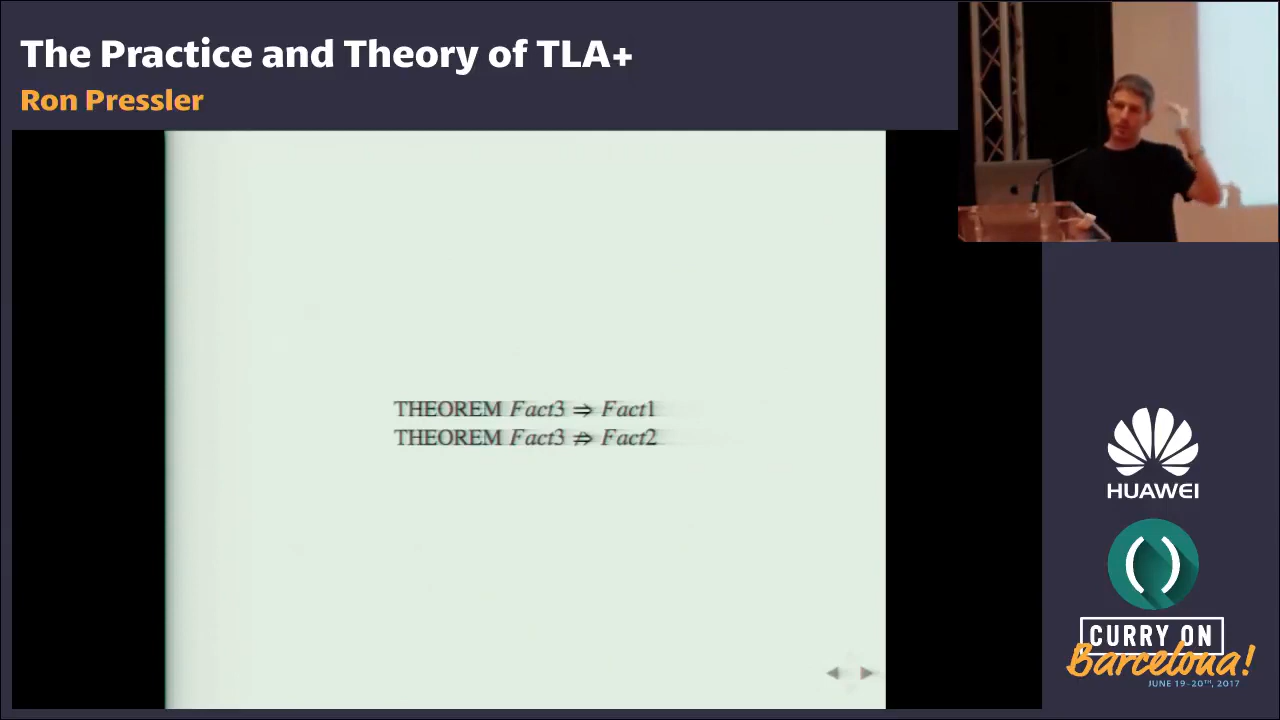 The Practice and Theory of TLA+
Ron Pressler
THEOREM Fact3 ⇒ Fact1
THEOREM Fact3 ⇏ Fact2
HUAWEI
CURRY ON
Barcelona!
JUNE 19-20TH, 2017